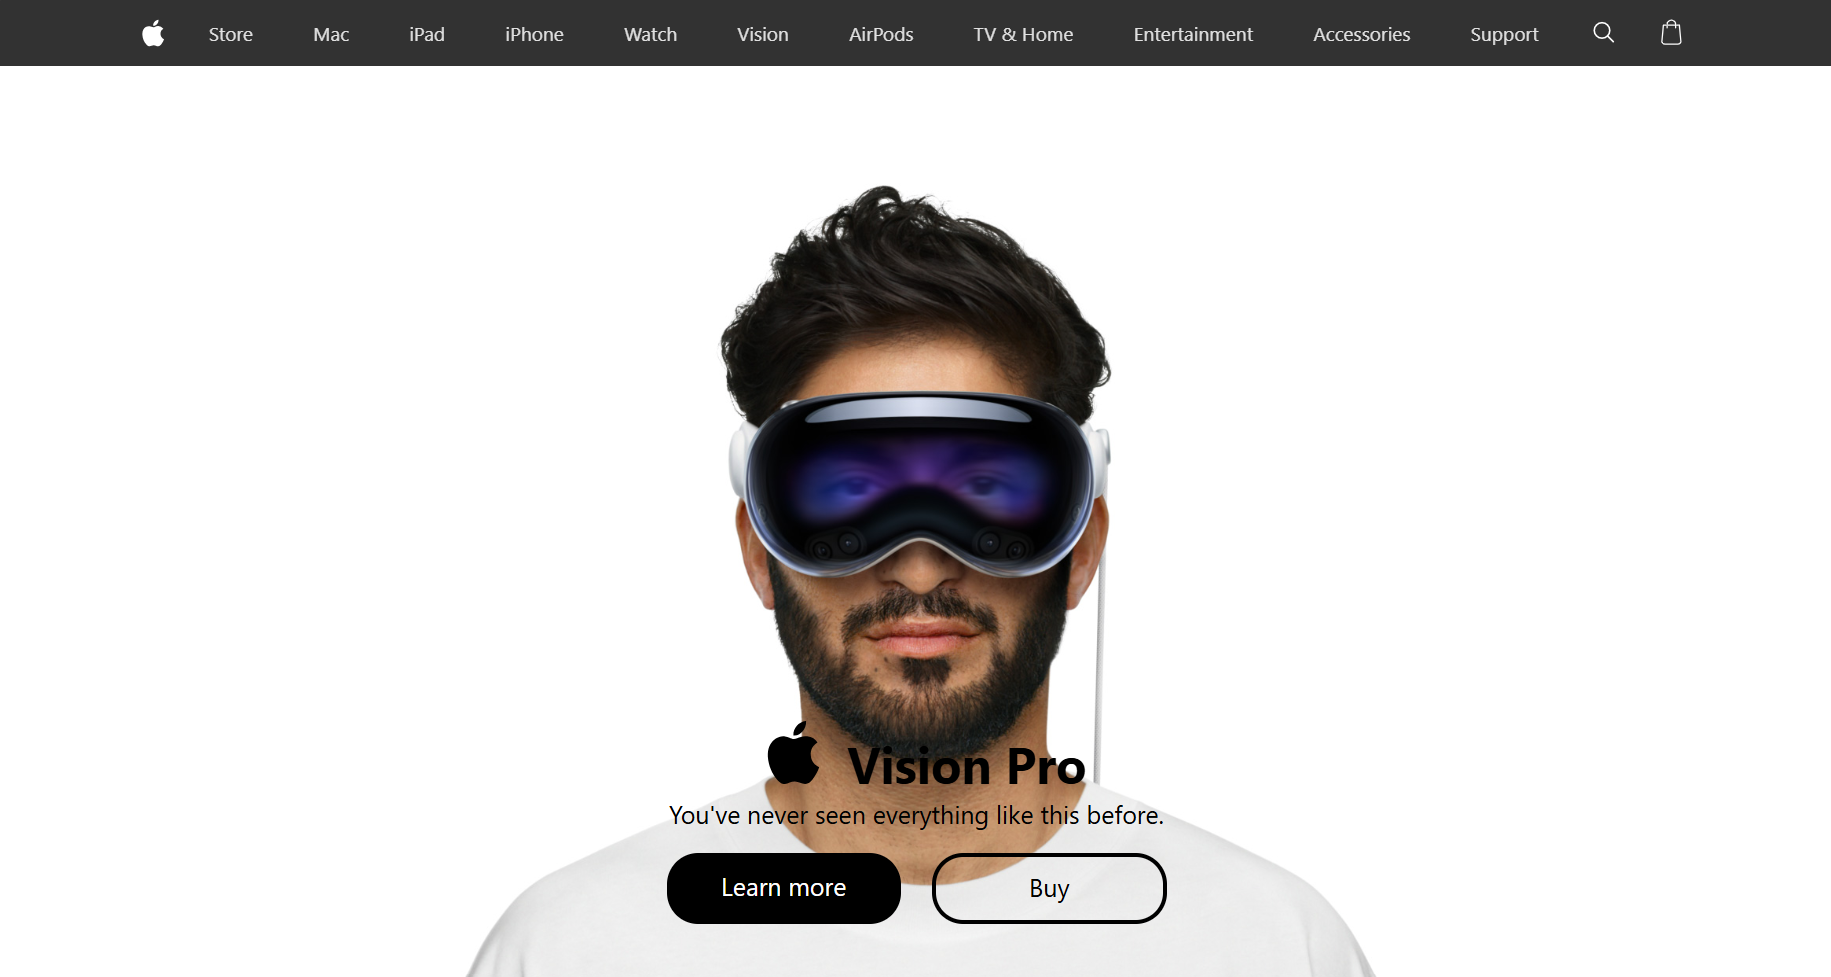 Store Mac iPad iPhone Watch Vision AirPods TV & Home Entertainment Accessories Support
Vision Pro
You've never seen everything like this before.
Learn more Buy